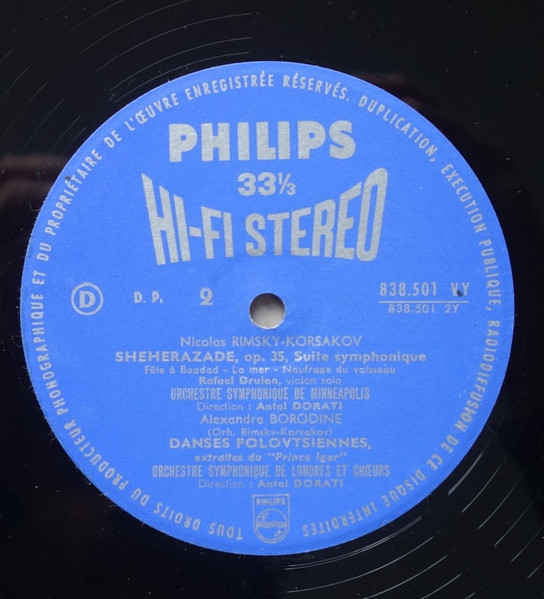 TOUS DROITS DU PRODUCTEUR PHONOGRAPHIQUE ET DU PROPRIÉTAIRE DE L'ŒUVRE ENREGISTRÉE RÉSERVÉS. DUPLICATION, EXECUTION PUBLIQUE, RADIODIFFUSION DE CE DISQUE INTERDITES
PHILIPS
33⅓
HI-FI STEREO
D D. P. 2 838.501 VY
838.501 2Y
Nicolas RIMSKY-KORSAKOV
SHEHERAZADE, op. 35, Suite symphonique
Fête à Bagdad - La mer - Naufrage du vaisseau
Rafael Druian, violon solo
ORCHESTRE SYMPHONIQUE DE MINNEAPOLIS
Direction : Antal DORATI
Alexandre BORODINE
(Orh. Rimsky-Korsakov)
DANSES POLOVTSIENNES,
extraites du "Prince Igor"
ORCHESTRE SYMPHONIQUE DE LONDRES ET CHŒURS
Direction : Antal DORATI
PHILIPS